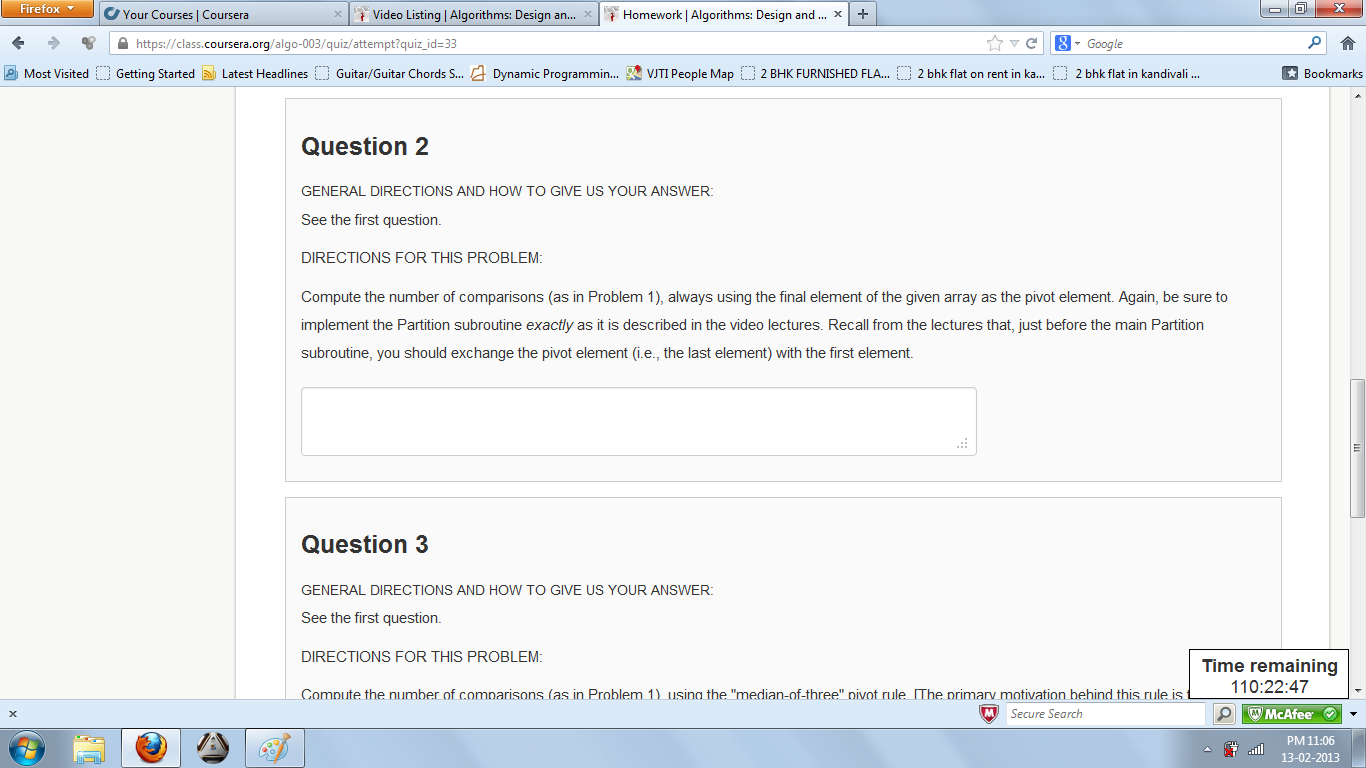 Firefox
Your Courses | Coursera
Video Listing | Algorithms: Design an...
Homework | Algorithms: Design and ...
https://class.coursera.org/algo-003/quiz/attempt?quiz_id=33
Google
Most Visited
Getting Started
Latest Headlines
Guitar/Guitar Chords S...
Dynamic Programmin...
VJTI People Map
2 BHK FURNISHED FLA...
2 bhk flat on rent in ka...
2 bhk flat in kandivali ...
Bookmarks
Question 2
GENERAL DIRECTIONS AND HOW TO GIVE US YOUR ANSWER:
See the first question.
DIRECTIONS FOR THIS PROBLEM:
Compute the number of comparisons (as in Problem 1), always using the final element of the given array as the pivot element. Again, be sure to
implement the Partition subroutine exactly as it is described in the video lectures. Recall from the lectures that, just before the main Partition
subroutine, you should exchange the pivot element (i.e., the last element) with the first element.
Question 3
GENERAL DIRECTIONS AND HOW TO GIVE US YOUR ANSWER:
See the first question.
DIRECTIONS FOR THIS PROBLEM:
Compute the number of comparisons (as in Problem 1), using the "median-of-three" pivot rule. [The primary motivation behind this rule is
Time remaining
110:22:47
Secure Search
McAfee
PM 11:06
13-02-2013